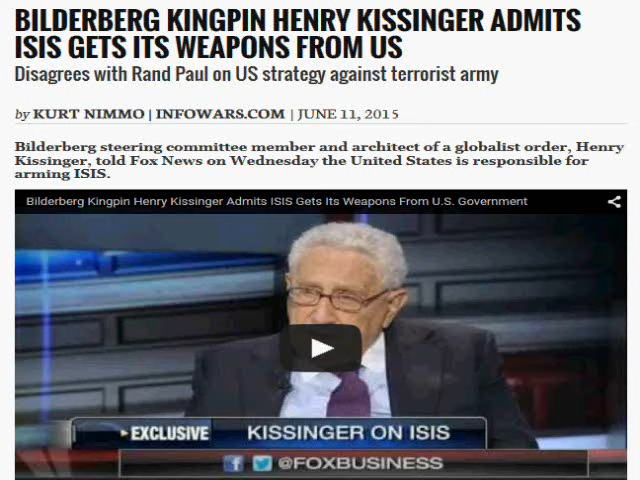 BILDERBERG KINGPIN HENRY KISSINGER ADMITS
ISIS GETS ITS WEAPONS FROM US
Disagrees with Rand Paul on US strategy against terrorist army
by KURT NIMMO | INFOWARS.COM | JUNE 11, 2015
Bilderberg steering committee member and architect of a globalist order, Henry
Kissinger, told Fox News on Wednesday the United States is responsible for
arming ISIS.
Bilderberg Kingpin Henry Kissinger Admits ISIS Gets Its Weapons From U.S. Government
EXCLUSIVE KISSINGER ON ISIS
@FOXBUSINESS